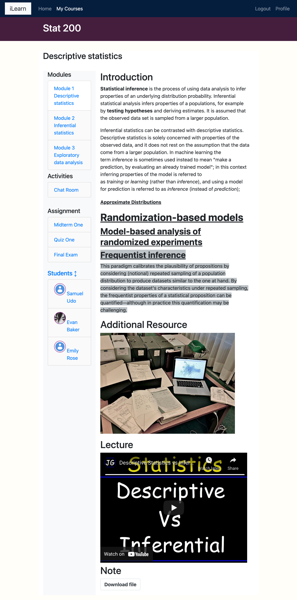 iLearn Home My Courses Logout Profile
Stat 200
Descriptive statistics
Modules
Module 1
Descriptive
statistics
Module 2
Inferential
statistics
Module 3
Exploratory
data analysis
Activities
Chat Room
Assignment
Midterm One
Quiz One
Final Exam
Students
Samuel
Udo
Evan
Baker
Emily
Rose
Introduction
Statistical inference is the process of using data analysis to infer
properties of an underlying distribution of probability. Inferential
statistical analysis infers properties of a populations, for example
by testing hypotheses and deriving estimates. It is assumed that
the observed data set is sampled from a larger population.
Inferential statistics can be contrasted with descriptive statistics.
Descriptive statistics is solely concerned with properties of the
observed data, and it does not rest on the assumption that the data
come from a larger population. In machine learning the
term inference is sometimes used instead to mean "make a
prediction, by evaluating an already trained model"; in this context
inferring properties of the model is referred to
as training or learning (rather than inference), and using a model
for prediction is referred to as inference (instead of prediction);
Approximate Distributions
Randomization-based models
Model-based analysis of
randomized experiments
Frequentist inference
This paradigm calibrates the plausibility of propositions by
considering (notional) repeated sampling of a population
distribution to produce datasets similar to the one at hand. By
considering the dataset's characteristics under repeated sampling,
the frequentist properties of a statistical proposition can be
quantified—although in practice this quantification may be
challenging.
Additional Resource
Lecture
JG Descriptive Statistics
Share
Statistics
Descriptive
Vs
Inferential
Watch on YouTube
Note
Download file